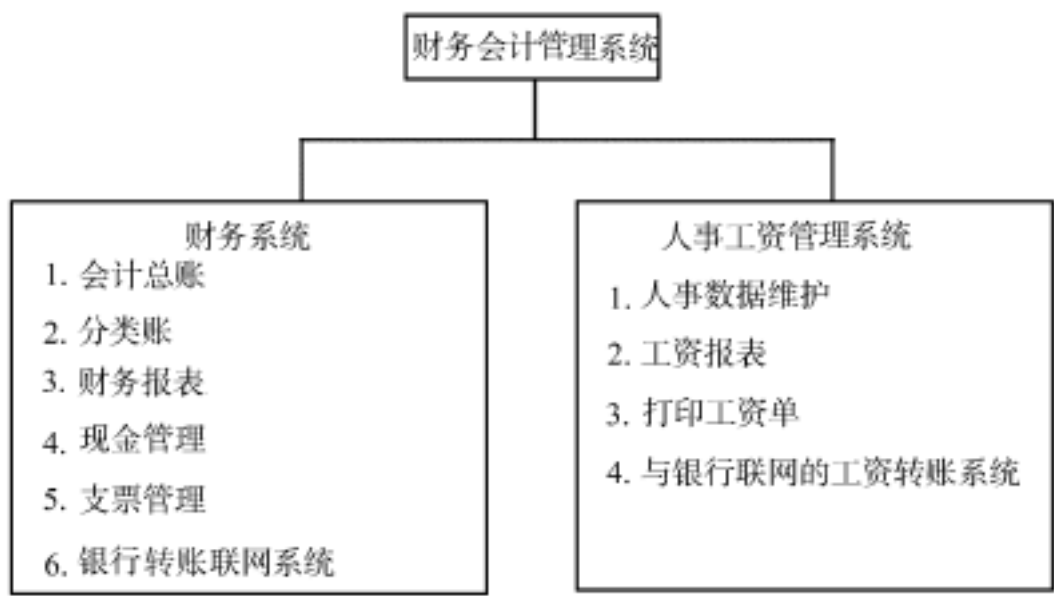 财务会计管理系统
财务系统
1. 会计总账
2. 分类账
3. 财务报表
4. 现金管理
5. 支票管理
6. 银行转账联网系统
人事工资管理系统
1. 人事数据维护
2. 工资报表
3. 打印工资单
4. 与银行联网的工资转账系统